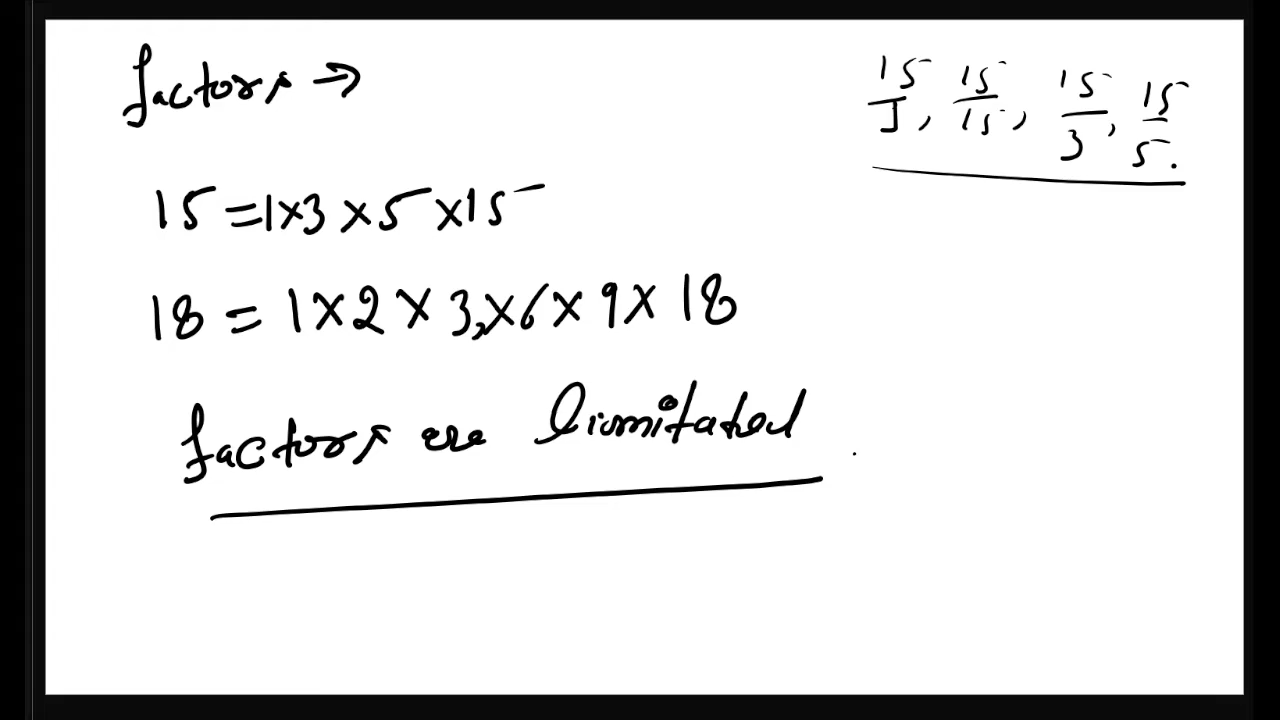 factors →
15/1, 15/15, 15/3, 15/5.
15 = 1×3×5×15
18 = 1×2×3,×6×9×18
factors are limitated